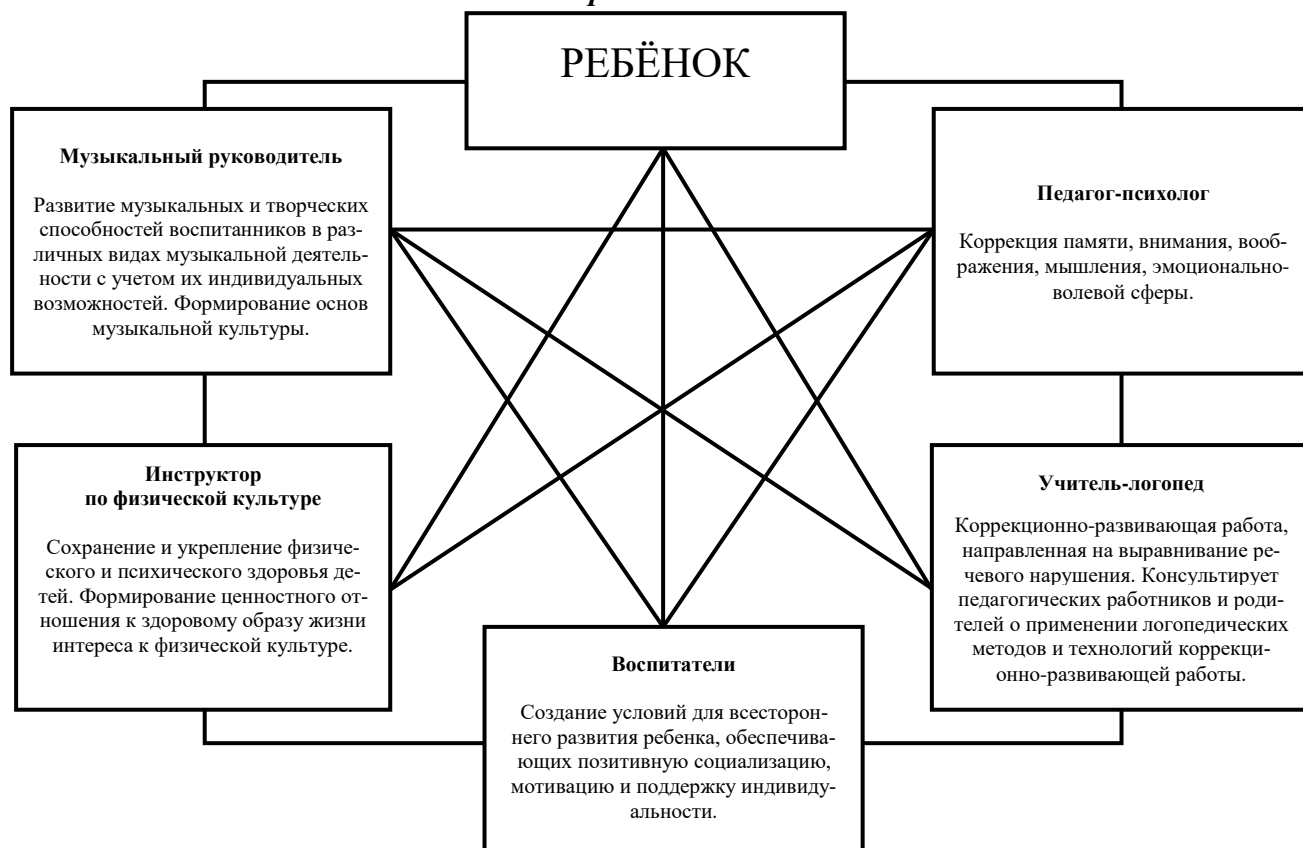 РЕБЁНОК
Музыкальный руководитель
Развитие музыкальных и творческих
способностей воспитанников в раз-
личных видах музыкальной деятель-
ности с учетом их индивидуальных
возможностей. Формирование основ
музыкальной культуры.
Педагог-психолог
Коррекция памяти, внимания, вооб-
ражения, мышления, эмоционально-
волевой сферы.
Инструктор
по физической культуре
Сохранение и укрепление физиче-
ского и психического здоровья де-
тей. Формирование ценностного от-
ношения к здоровому образу жизни
интереса к физической культуре.
Учитель-логопед
Коррекционно-развивающая работа,
направленная на выравнивание ре-
чевого нарушения. Консультирует
педагогических работников и роди-
телей о применении логопедических
методов и технологий коррекци-
онно-развивающей работы.
Воспитатели
Создание условий для всесторон-
него развития ребенка, обеспечива-
ющих позитивную социализацию,
мотивацию и поддержку индивиду-
альности.